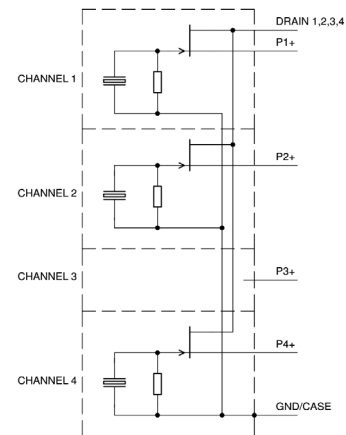 DRAIN 1,2,3,4
P1+
CHANNEL 1
P2+
CHANNEL 2
P3+
CHANNEL 3
P4+
CHANNEL 4
GND/CASE